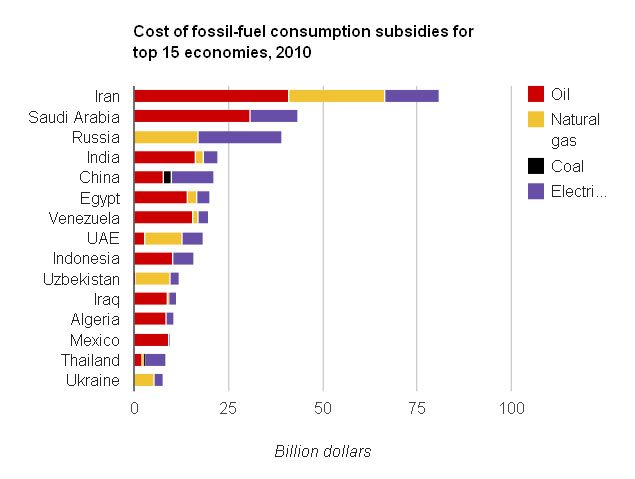 Cost of fossil-fuel consumption subsidies for
top 15 economies, 2010
Iran
Saudi Arabia
Russia
India
China
Egypt
Venezuela
UAE
Indonesia
Uzbekistan
Iraq
Algeria
Mexico
Thailand
Ukraine
0 25 50 75 100
Billion dollars
Oil
Natural
gas
Coal
Electri...